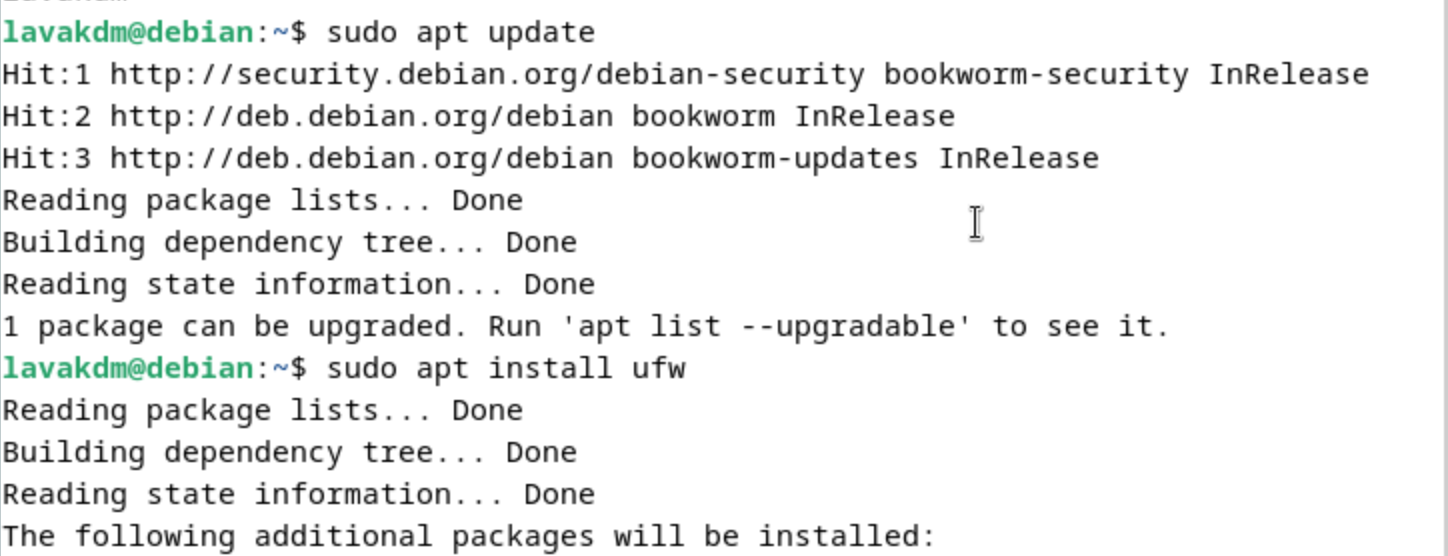 lavakdm@debian:~$ sudo apt update
Hit:1 http://security.debian.org/debian-security bookworm-security InRelease
Hit:2 http://deb.debian.org/debian bookworm InRelease
Hit:3 http://deb.debian.org/debian bookworm-updates InRelease
Reading package lists... Done
Building dependency tree... Done
Reading state information... Done
1 package can be upgraded. Run 'apt list --upgradable' to see it.
lavakdm@debian:~$ sudo apt install ufw
Reading package lists... Done
Building dependency tree... Done
Reading state information... Done
The following additional packages will be installed: